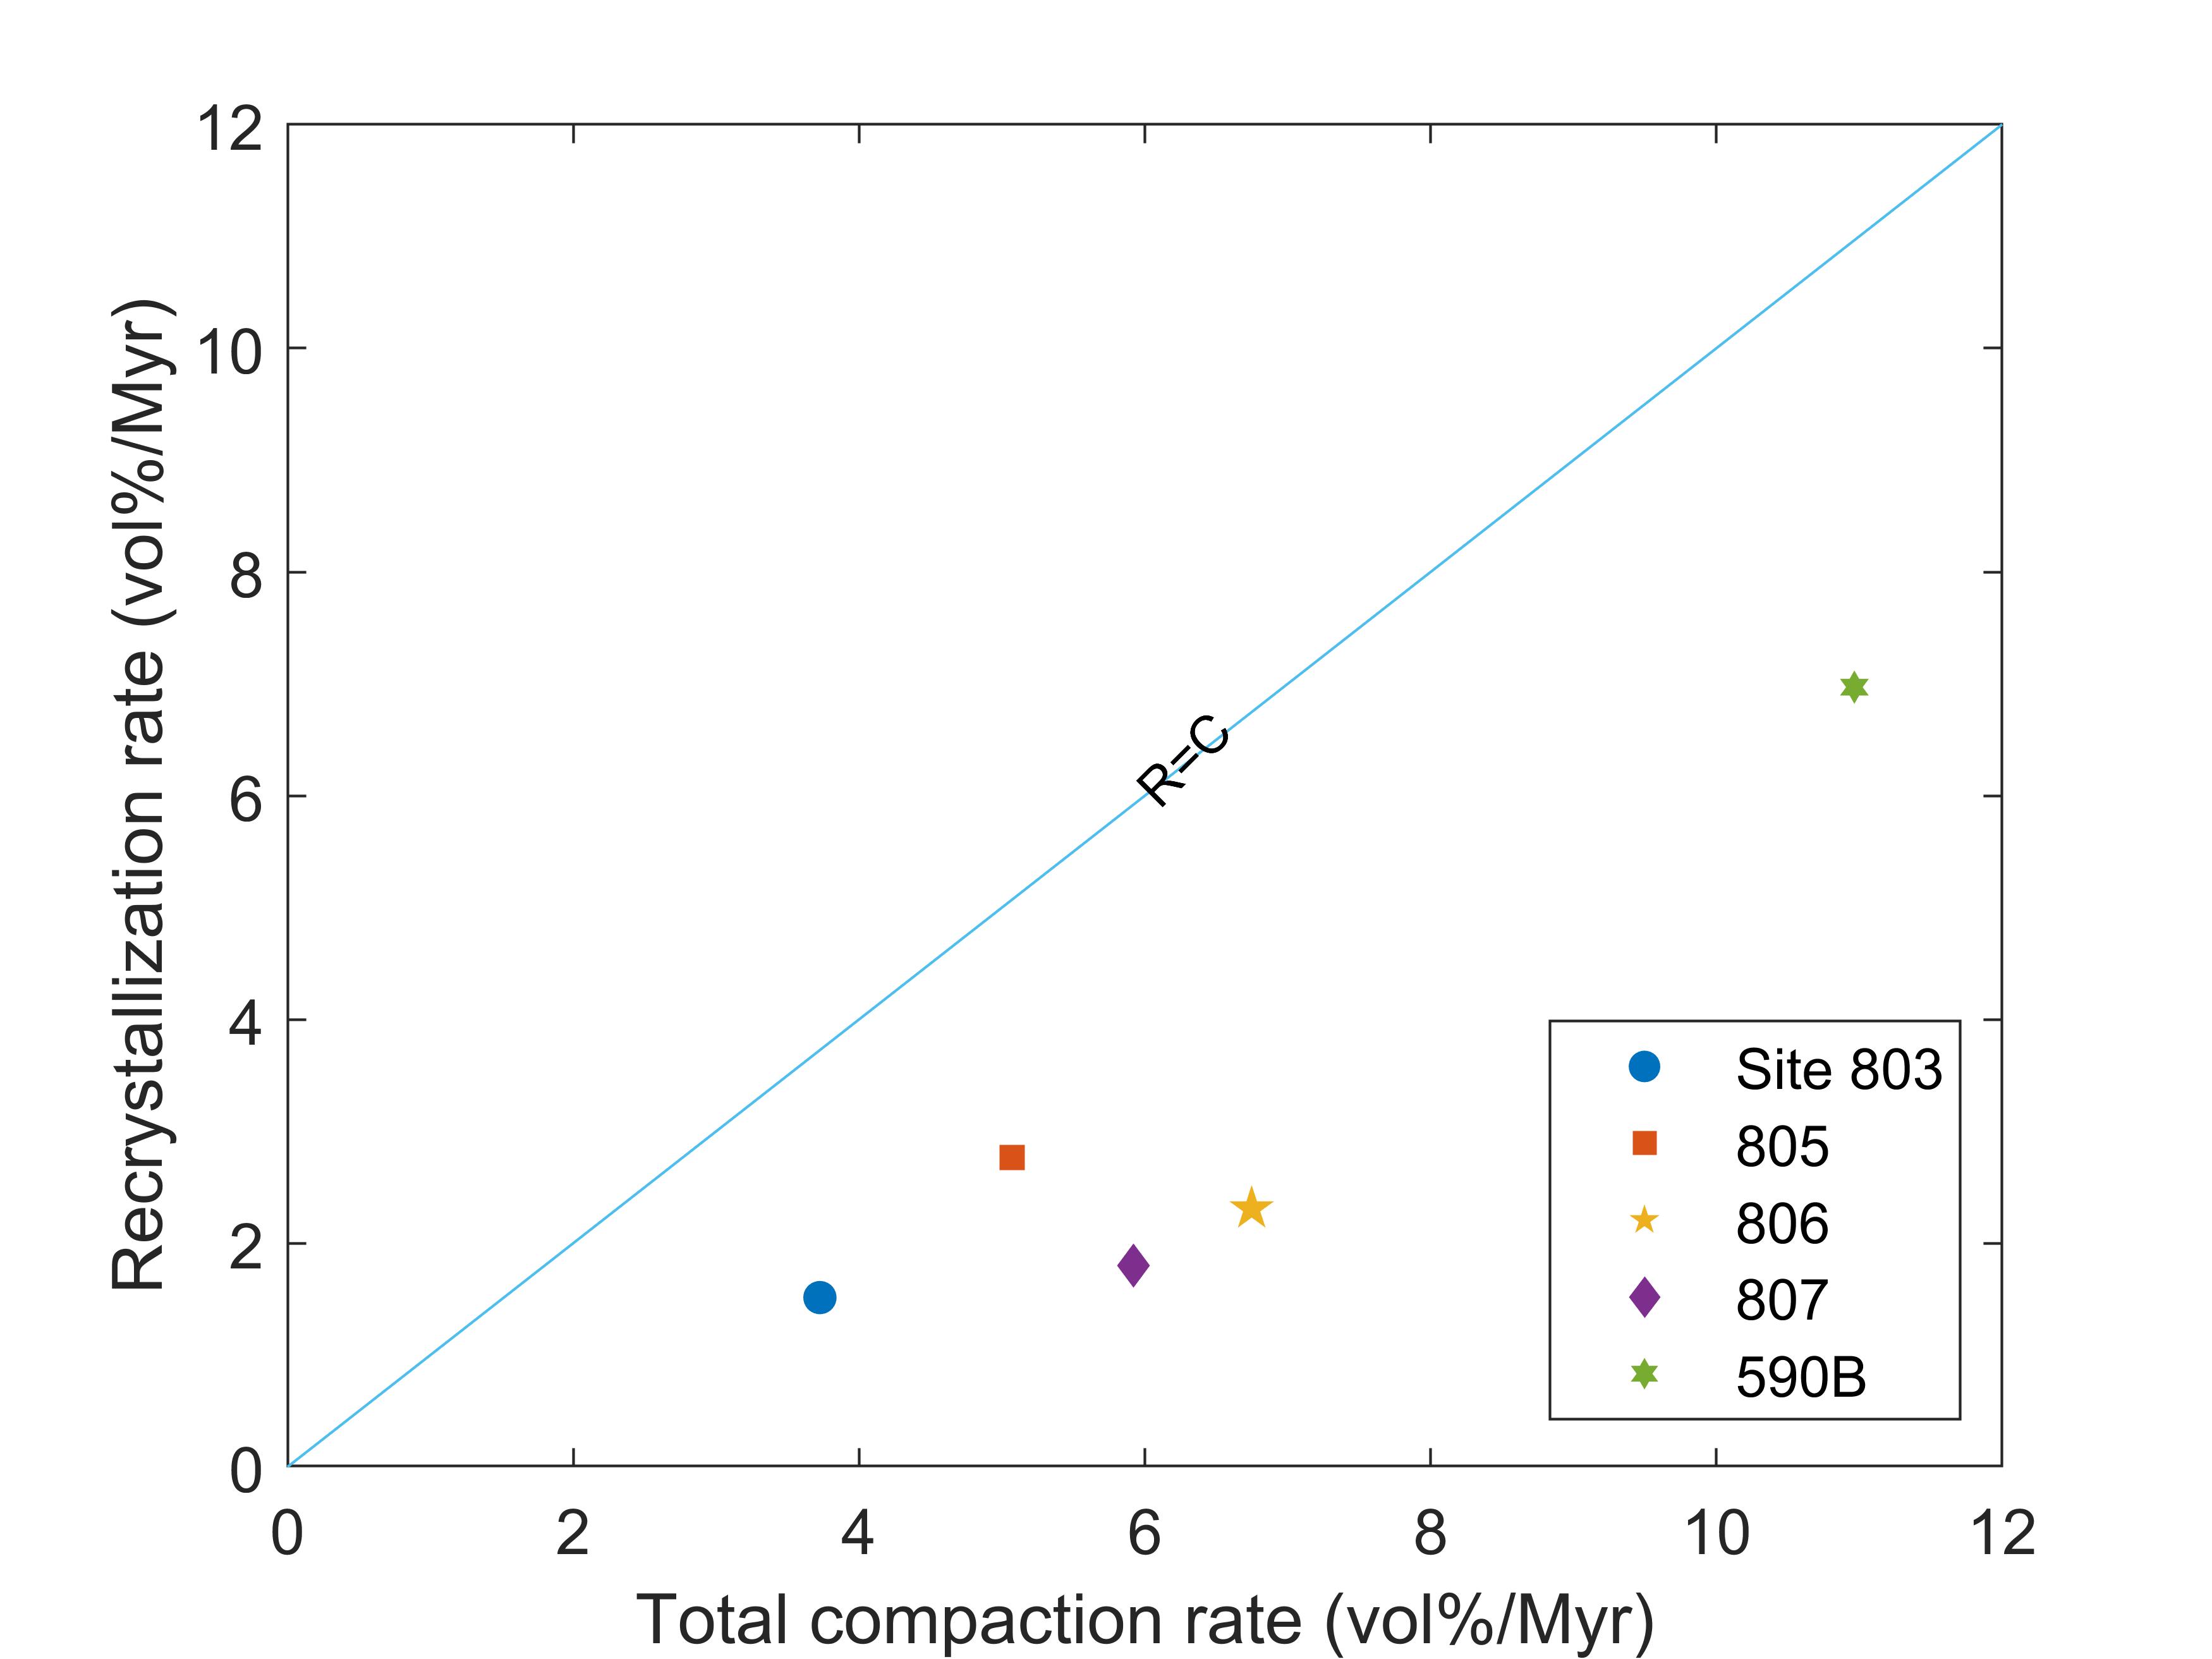 12
10
8
6
4
2
0
Recrystallization rate (vol%/Myr)
R=C
Site 803
805
806
807
590B
0 2 4 6 8 10 12
Total compaction rate (vol%/Myr)